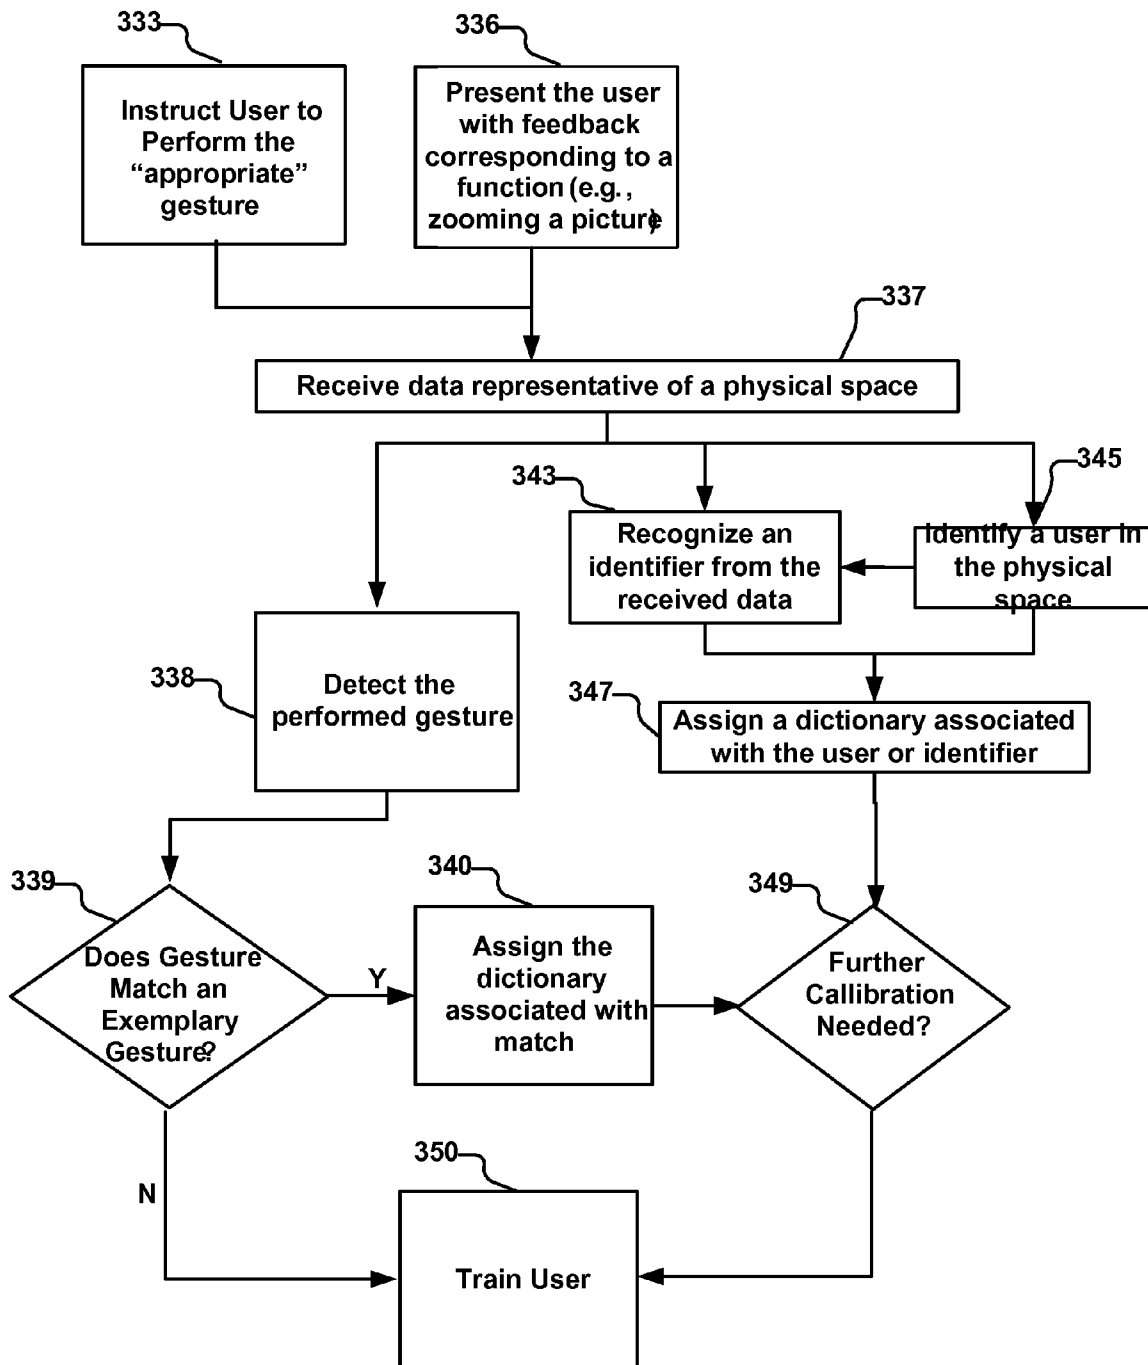 333
336
Instruct User to
Perform the
“appropriate”
gesture
Present the user
with feedback
corresponding to a
function (e.g.,
zooming a picture)
337
Receive data representative of a physical space
343
345
Recognize an
identifier from the
received data
Identify a user in
the physical
space
338
Detect the
performed gesture
347
Assign a dictionary associated
with the user or identifier
339
340
349
Does Gesture
Match an
Exemplary
Gesture?
Y
Assign the
dictionary
associated with
match
Further
Callibration
Needed?
N
350
Train User